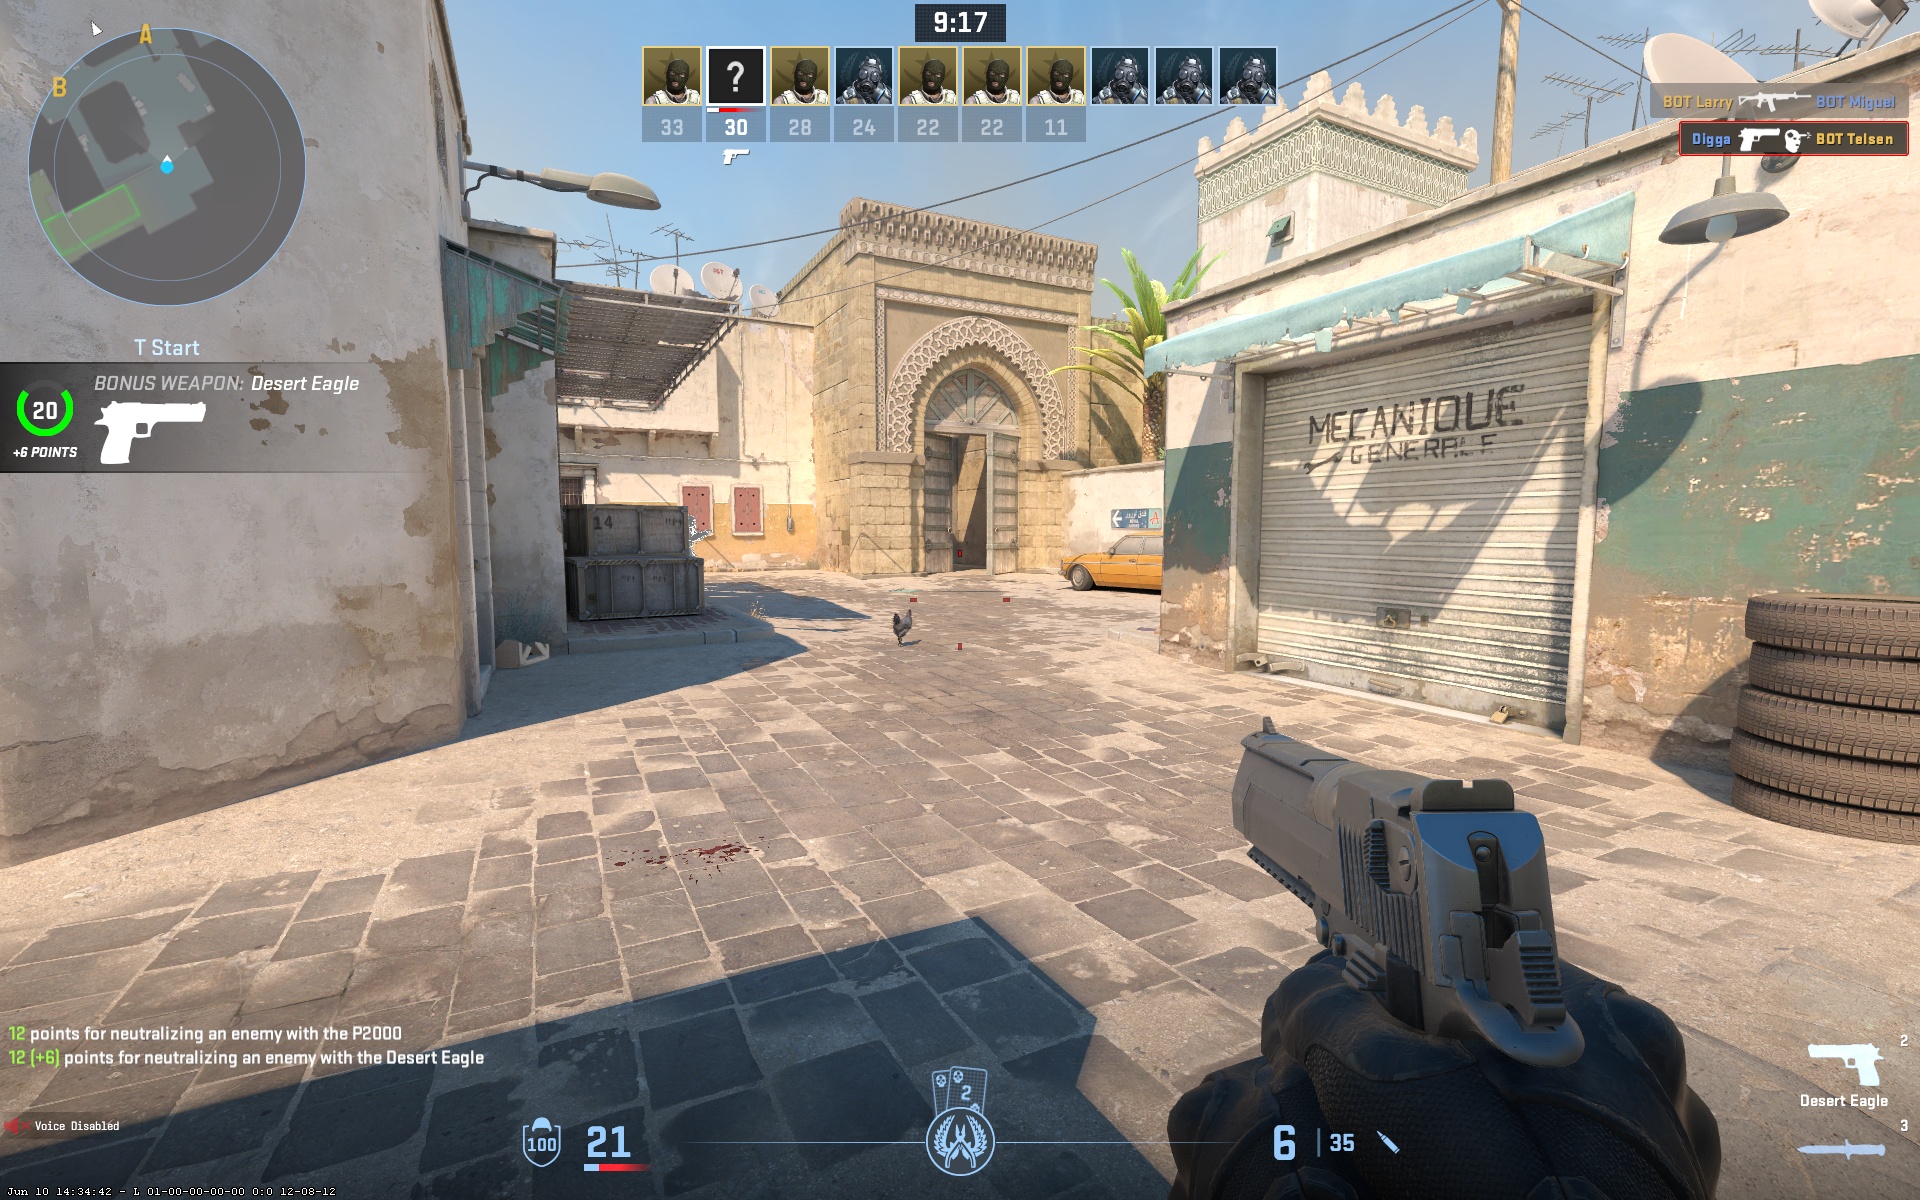 9:17
A
B
?
33
30
28
24
22
22
11
BOT Larry BOT Miguel
Digga BOT Telsen
T Start
BONUS WEAPON: Desert Eagle
20
+6 POINTS
MECANIQUE
GENERALE
14
A
12 points for neutralizing an enemy with the P2000
12 (+6) points for neutralizing an enemy with the Desert Eagle
Voice Disabled
100
21
2
6 | 35
2
Desert Eagle
3
Jun 10 14:34:42 - L 01-00-00-00-00 0:0 12-08-12